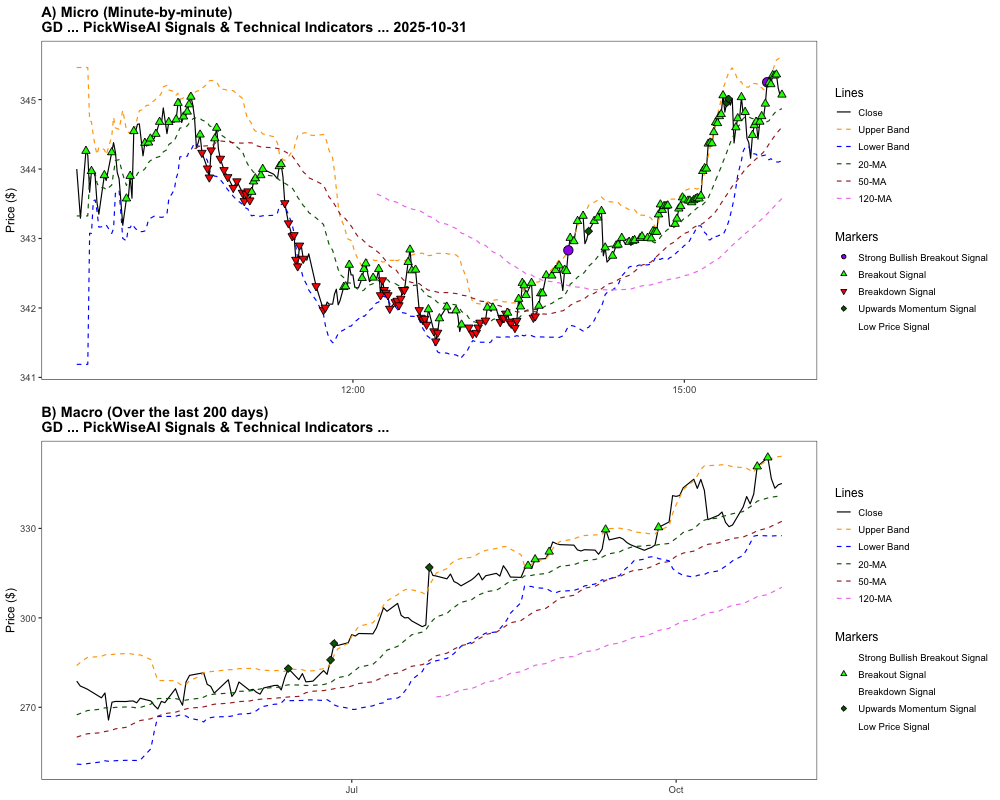 A) Micro (Minute-by-minute)
GD ... PickWiseAI Signals & Technical Indicators ... 2025-10-31
Price ($)
345
344
343
342
341
12:00
15:00
Lines
Close
Upper Band
Lower Band
20-MA
50-MA
120-MA
Markers
Strong Bullish Breakout Signal
Breakout Signal
Breakdown Signal
Upwards Momentum Signal
Low Price Signal
B) Macro (Over the last 200 days)
GD ... PickWiseAI Signals & Technical Indicators ...
Price ($)
330
300
270
Jul
Oct
Lines
Close
Upper Band
Lower Band
20-MA
50-MA
120-MA
Markers
Strong Bullish Breakout Signal
Breakout Signal
Breakdown Signal
Upwards Momentum Signal
Low Price Signal